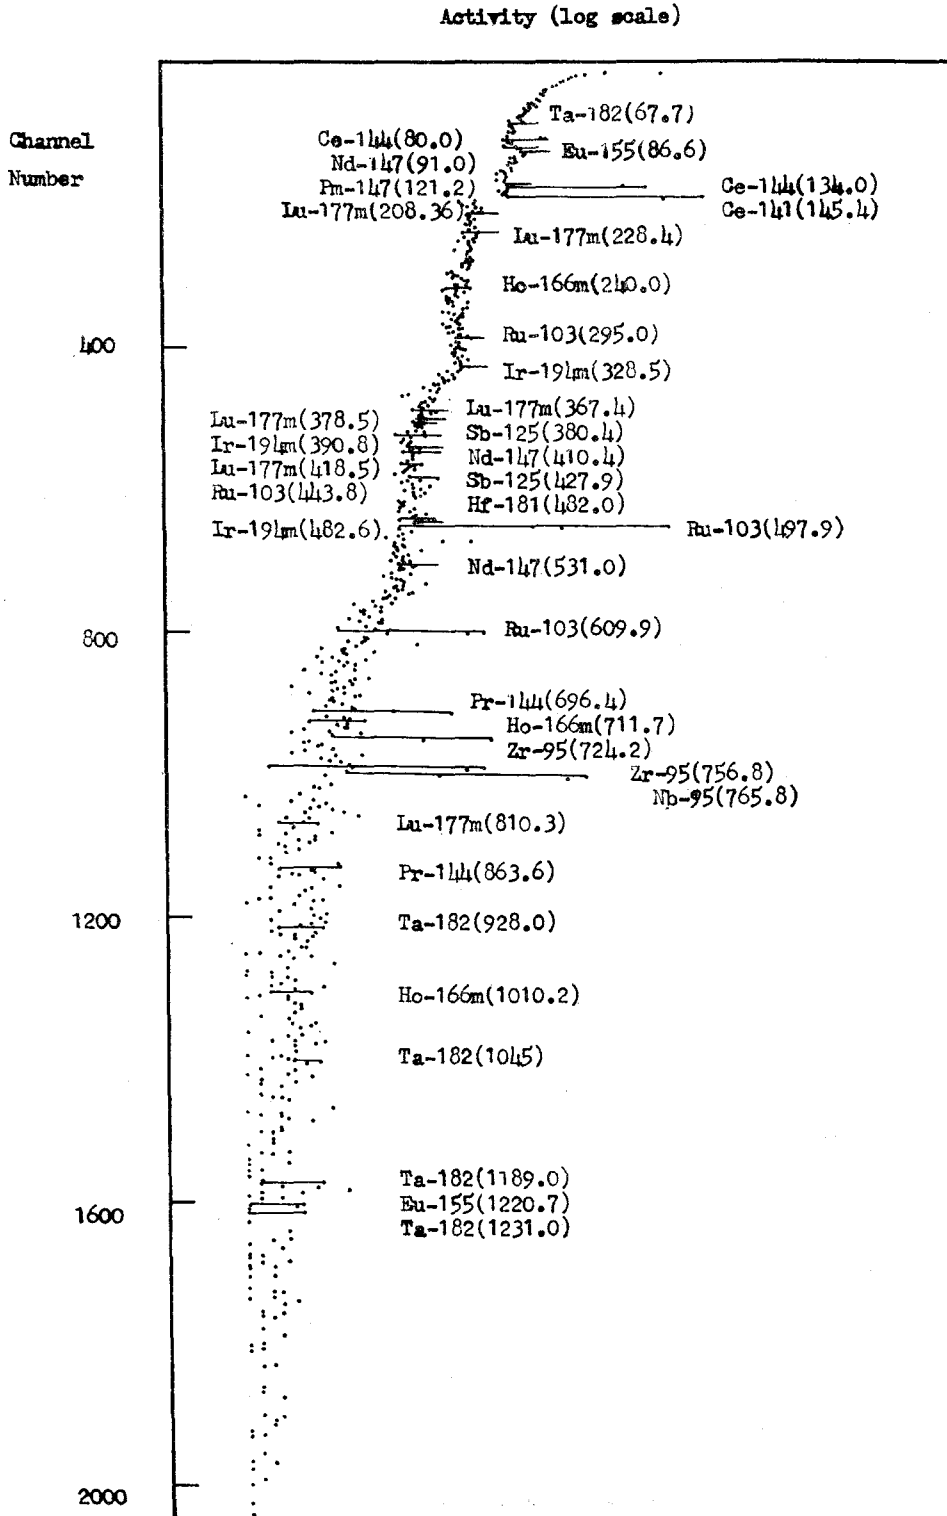 Activity (log scale)
Channel
Number
Ta-182(67.7)
Ce-144(80.0)
Eu-155(86.6)
Nd-147(91.0)
Pm-147(121.2)
Ce-144(134.0)
Lu-177m(208.36)
Ce-141(145.4)
Lu-177m(228.4)
Ho-166m(240.0)
Ru-103(295.0)
400
Ir-194m(328.5)
Lu-177m(367.4)
Lu-177m(378.5)
Sb-125(380.4)
Ir-194m(390.8)
Nd-147(410.4)
Lu-177m(418.5)
Sb-125(427.9)
Ru-103(443.8)
Hf-181(482.0)
Ir-194m(482.6)
Ru-103(497.9)
Nd-147(531.0)
800
Ru-103(609.9)
Pr-144(696.4)
Ho-166m(711.7)
Zr-95(724.2)
Zr-95(756.8)
Nb-95(765.8)
Lu-177m(810.3)
Pr-144(863.6)
1200
Ta-182(928.0)
Ho-166m(1010.2)
Ta-182(1045)
Ta-182(1189.0)
Eu-155(1220.7)
1600
Ta-182(1231.0)
2000